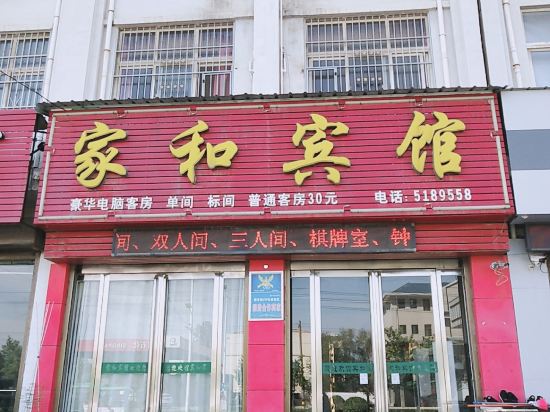 家和宾馆
豪华电脑客房 单间 标间 普通客房30元 电话:5189558
间、双人间、三人间、棋牌室、钟